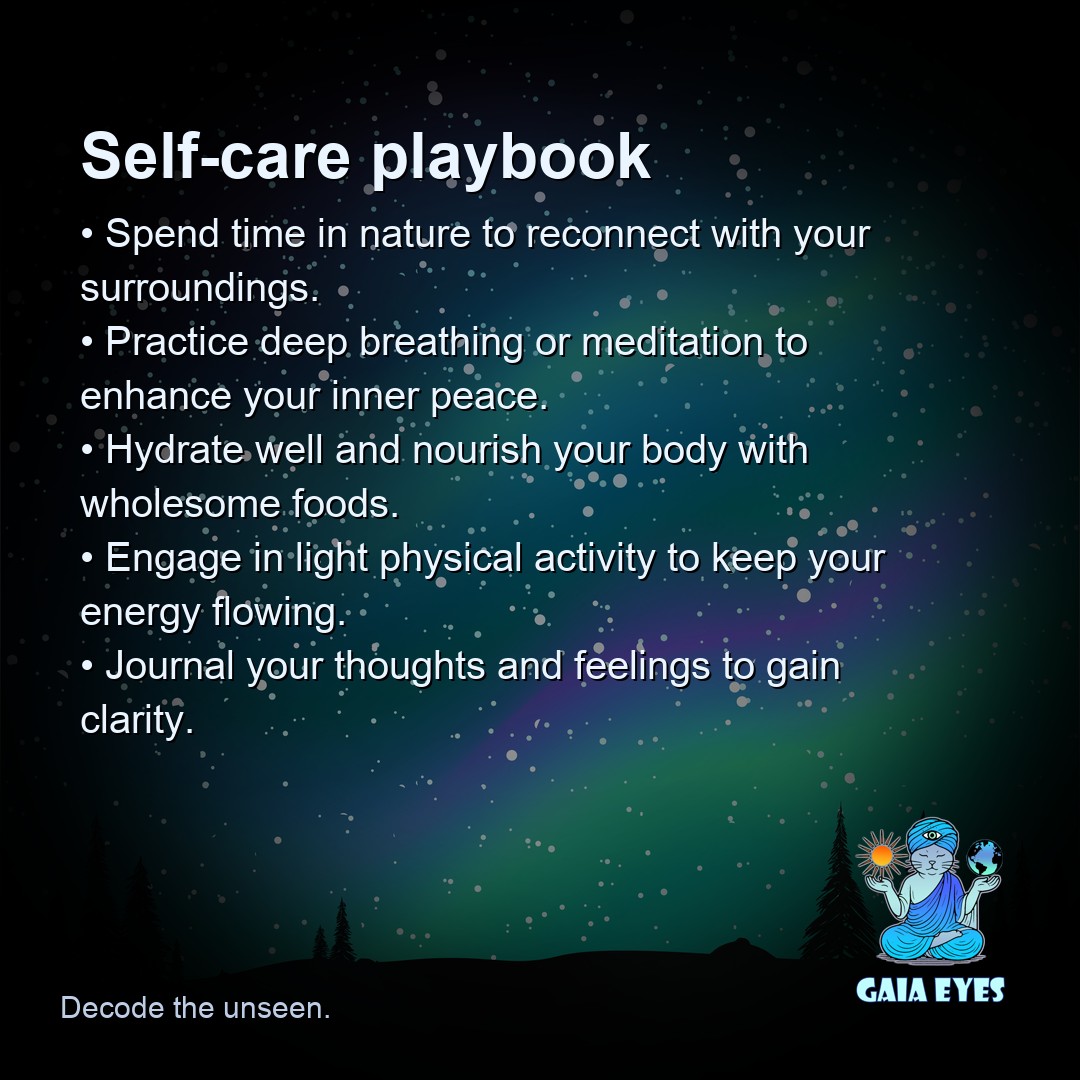 Self-care playbook
• Spend time in nature to reconnect with your
surroundings.
• Practice deep breathing or meditation to
enhance your inner peace.
• Hydrate well and nourish your body with
wholesome foods.
• Engage in light physical activity to keep your
energy flowing.
• Journal your thoughts and feelings to gain
clarity.
GAIA EYES
Decode the unseen.